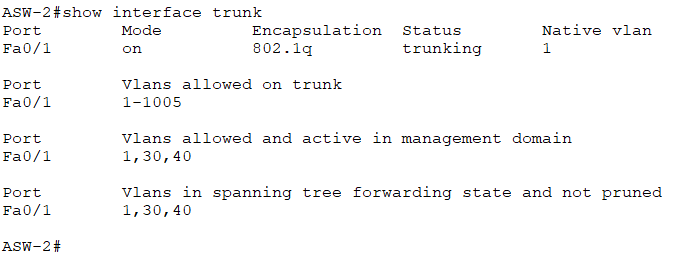 ASW-2#show interface trunk
Port Mode Encapsulation Status Native vlan
Fa0/1 on 802.1q trunking 1
Port Vlans allowed on trunk
Fa0/1 1-1005
Port Vlans allowed and active in management domain
Fa0/1 1,30,40
Port Vlans in spanning tree forwarding state and not pruned
Fa0/1 1,30,40
ASW-2#